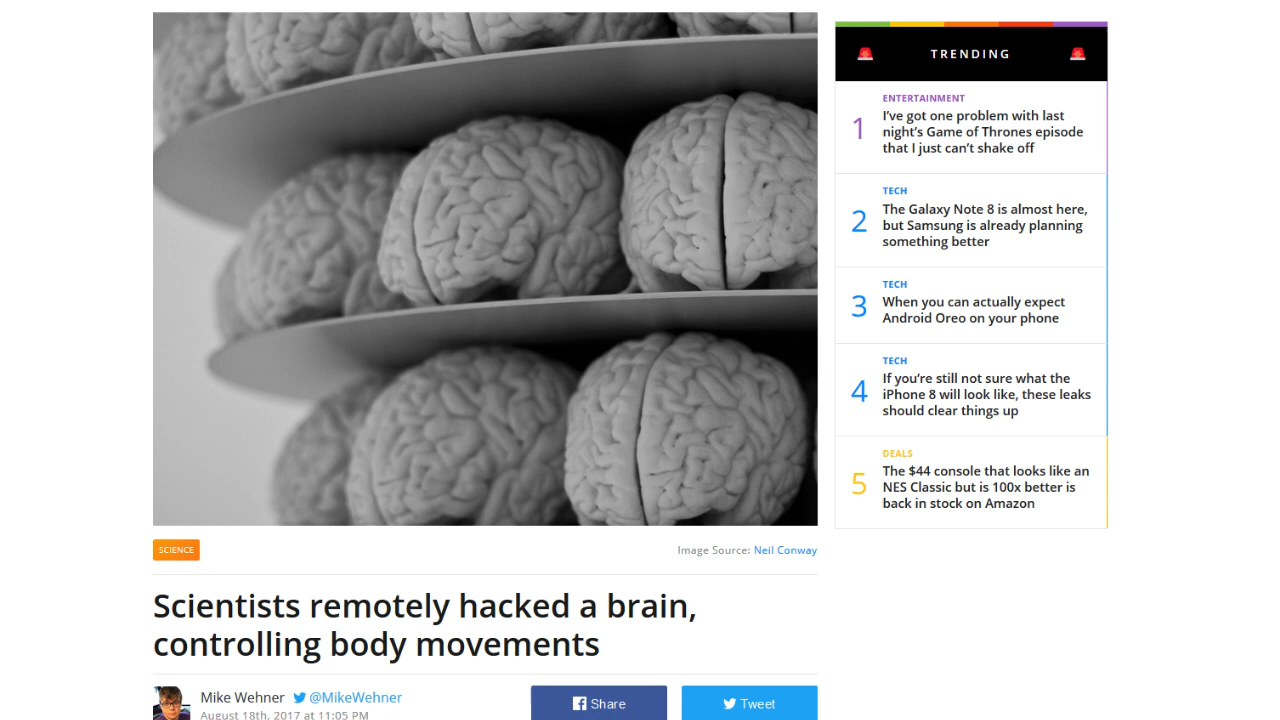 TRENDING
ENTERTAINMENT
1
I’ve got one problem with last
night’s Game of Thrones episode
that I just can’t shake off
TECH
2
The Galaxy Note 8 is almost here,
but Samsung is already planning
something better
TECH
3
When you can actually expect
Android Oreo on your phone
TECH
4
If you’re still not sure what the
iPhone 8 will look like, these leaks
should clear things up
DEALS
5
The $44 console that looks like an
NES Classic but is 100x better is
back in stock on Amazon
SCIENCE
Image Source: Neil Conway
Scientists remotely hacked a brain,
controlling body movements
Mike Wehner @MikeWehner
August 18th, 2017 at 11:05 PM
Share
Tweet